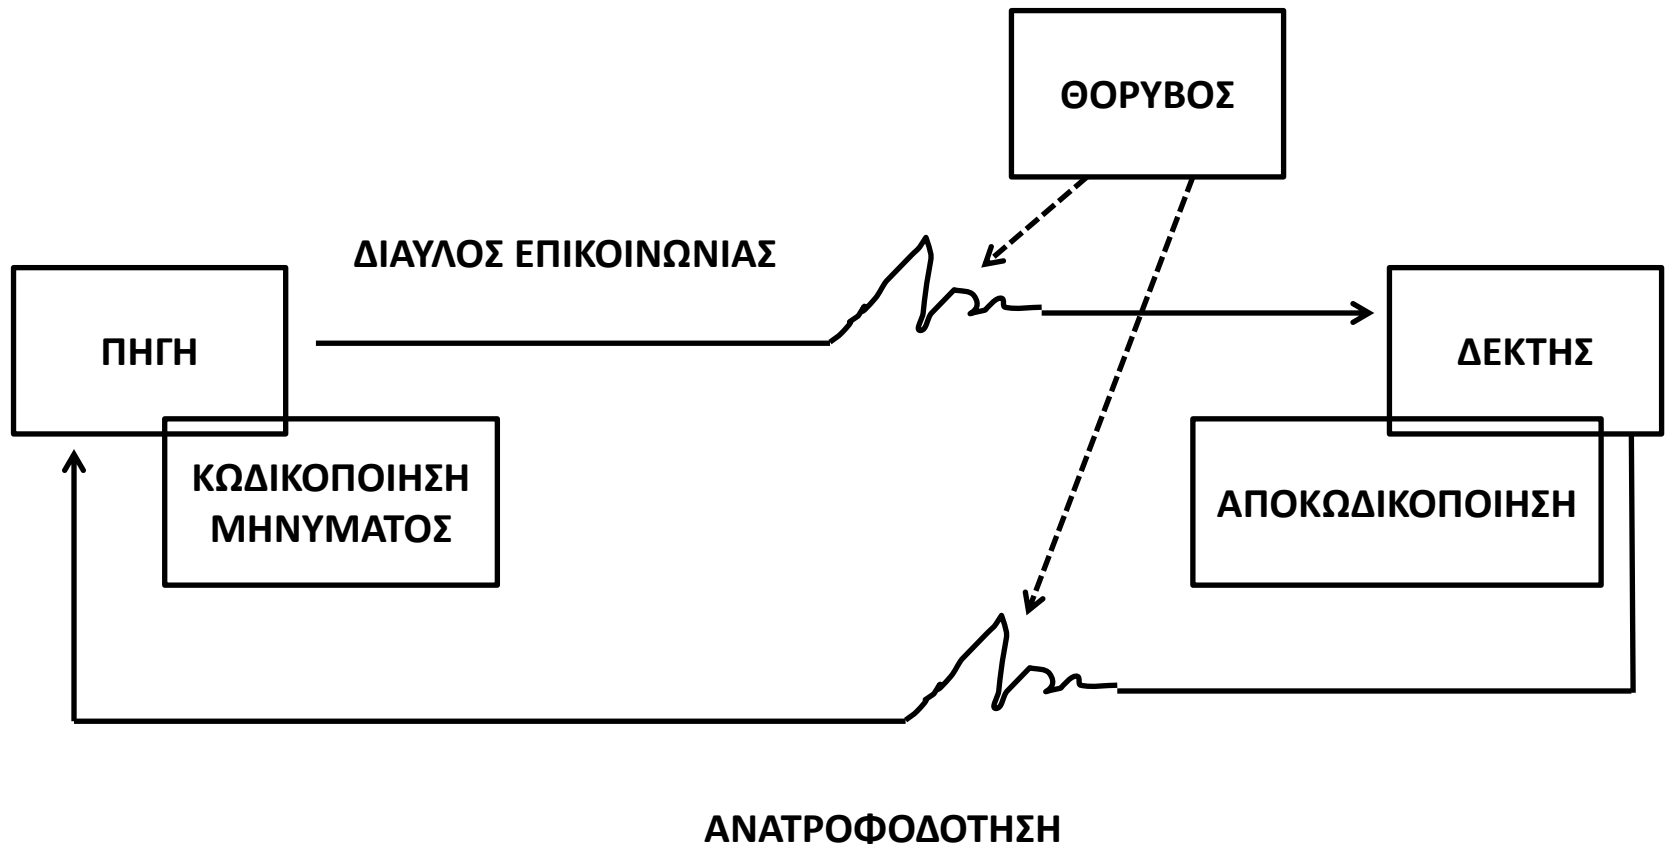 ΘΟΡΥΒΟΣ
ΔΙΑΥΛΟΣ ΕΠΙΚΟΙΝΩΝΙΑΣ
ΠΗΓΗ
ΔΕΚΤΗΣ
ΚΩΔΙΚΟΠΟΙΗΣΗ
ΜΗΝΥΜΑΤΟΣ
ΑΠΟΚΩΔΙΚΟΠΟΙΗΣΗ
ΑΝΑΤΡΟΦΟΔΟΤΗΣΗ